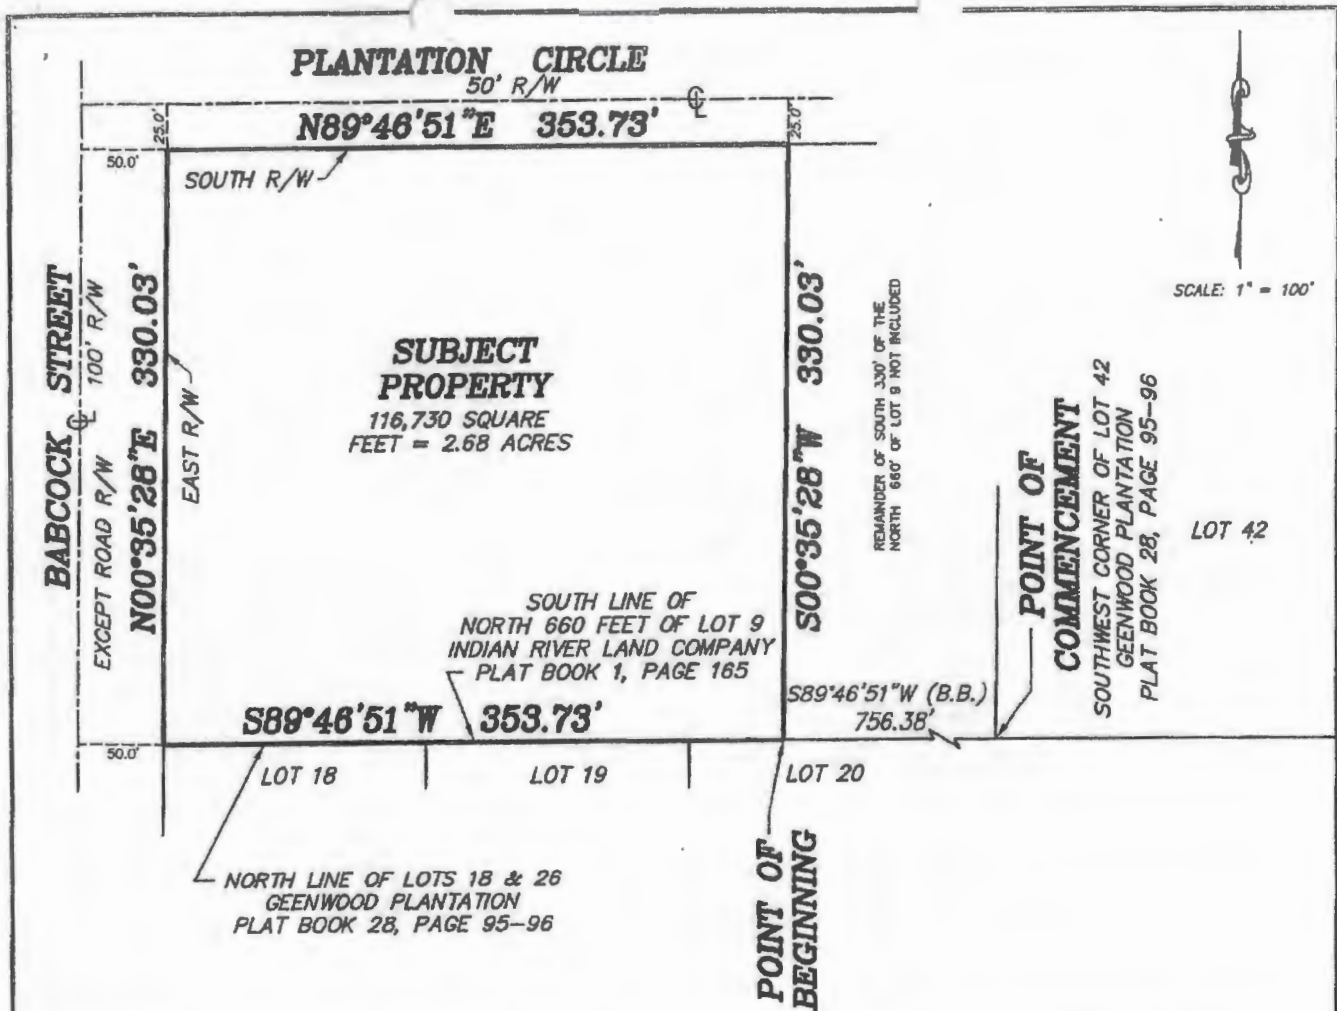 PLANTATION CIRCLE
50' R/W
℄
25.0'
N89°46'51"E 353.73'
25.0'
50.0'
SOUTH R/W
SCALE: 1" = 100'
BABCOCK STREET
℄ 100' R/W
EXCEPT ROAD R/W
N00°35'28"E 330.03'
EAST R/W
SUBJECT
PROPERTY
116,730 SQUARE
FEET = 2.68 ACRES
S00°35'28"W 330.03'
REMAINDER OF SOUTH 330' OF THE
NORTH 660' OF LOT 9 NOT INCLUDED
POINT OF
COMMENCEMENT
SOUTHWEST CORNER OF LOT 42
GEENWOOD PLANTATION
PLAT BOOK 28, PAGE 95-96
LOT 42
SOUTH LINE OF
NORTH 660 FEET OF LOT 9
INDIAN RIVER LAND COMPANY
PLAT BOOK 1, PAGE 165
S89°46'51"W (B.B.)
756.38'
S89°46'51"W 353.73'
50.0'
LOT 18
LOT 19
LOT 20
NORTH LINE OF LOTS 18 & 26
GEENWOOD PLANTATION
PLAT BOOK 28, PAGE 95-96
POINT OF
BEGINNING